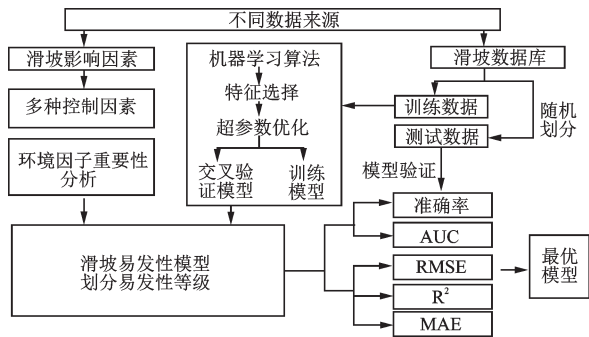 不同数据来源
滑坡影响因素
多种控制因素
环境因子重要性
分析
机器学习算法
特征选择
超参数优化
交叉验
证模型
训练
模型
滑坡数据库
训练数据
测试数据
随机
划分
模型验证
滑坡易发性模型
划分易发性等级
准确率
AUC
RMSE
R²
MAE
最优
模型